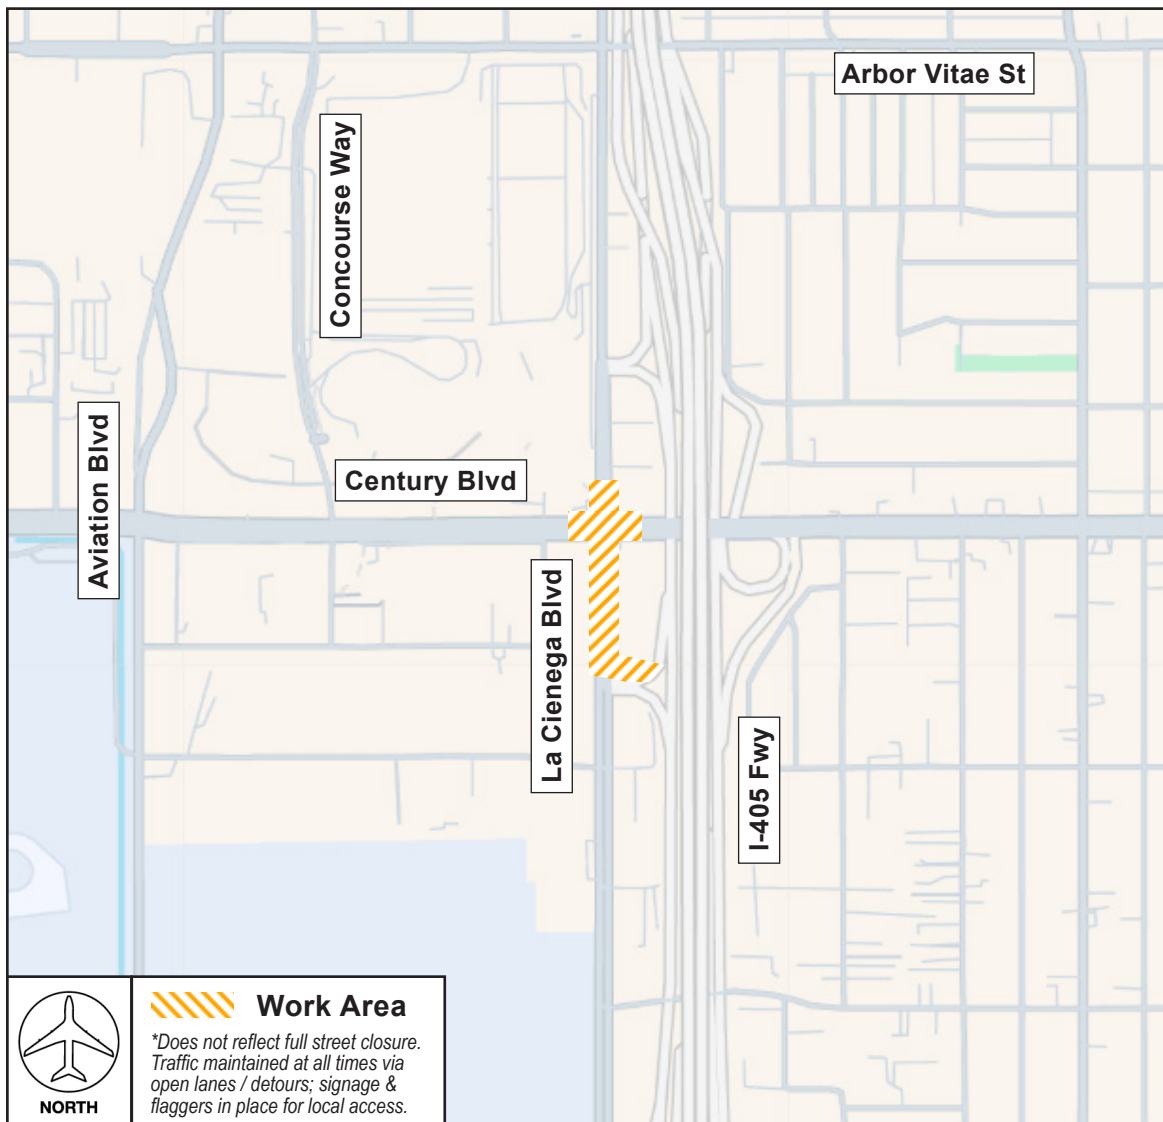 Arbor Vitae St
Concourse Way
Aviation Blvd
Century Blvd
La Cienega Blvd
I-405 Fwy
NORTH
Work Area
*Does not reflect full street closure.
Traffic maintained at all times via
open lanes / detours; signage &
flaggers in place for local access.